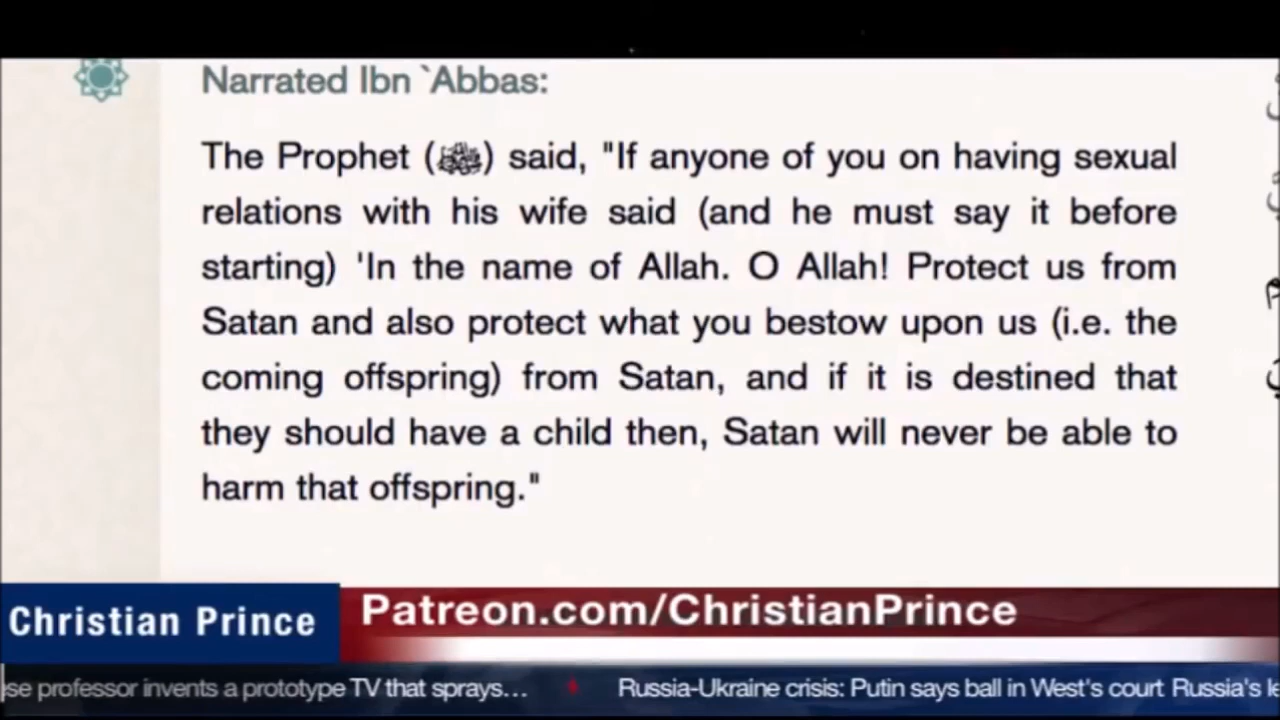 Narrated Ibn `Abbas:
The Prophet (ﷺ) said, "If anyone of you on having sexual
relations with his wife said (and he must say it before
starting) 'In the name of Allah. O Allah! Protect us from
Satan and also protect what you bestow upon us (i.e. the
coming offspring) from Satan, and if it is destined that
they should have a child then, Satan will never be able to
harm that offspring."
Christian Prince
Patreon.com/ChristianPrince
se professor invents a prototype TV that sprays... Russia-Ukraine crisis: Putin says ball in West's court Russia's